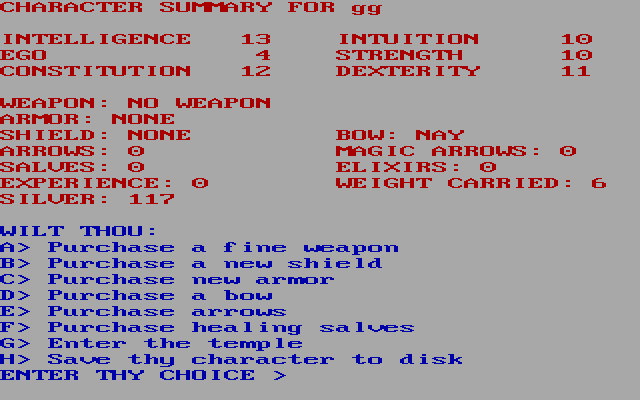 CHARACTER SUMMARY FOR gg
INTELLIGENCE 13 INTUITION 10
EGO 4 STRENGTH 10
CONSTITUTION 12 DEXTERITY 11
WEAPON: NO WEAPON
ARMOR: NONE
SHIELD: NONE BOW: NAY
ARROWS: 0 MAGIC ARROWS: 0
SALVES: 0 ELIXIRS: 0
EXPERIENCE: 0 WEIGHT CARRIED: 6
SILVER: 117
WILT THOU:
A> Purchase a fine weapon
B> Purchase a new shield
C> Purchase new armor
D> Purchase a bow
E> Purchase arrows
F> Purchase healing salves
G> Enter the temple
H> Save thy character to disk
ENTER THY CHOICE >